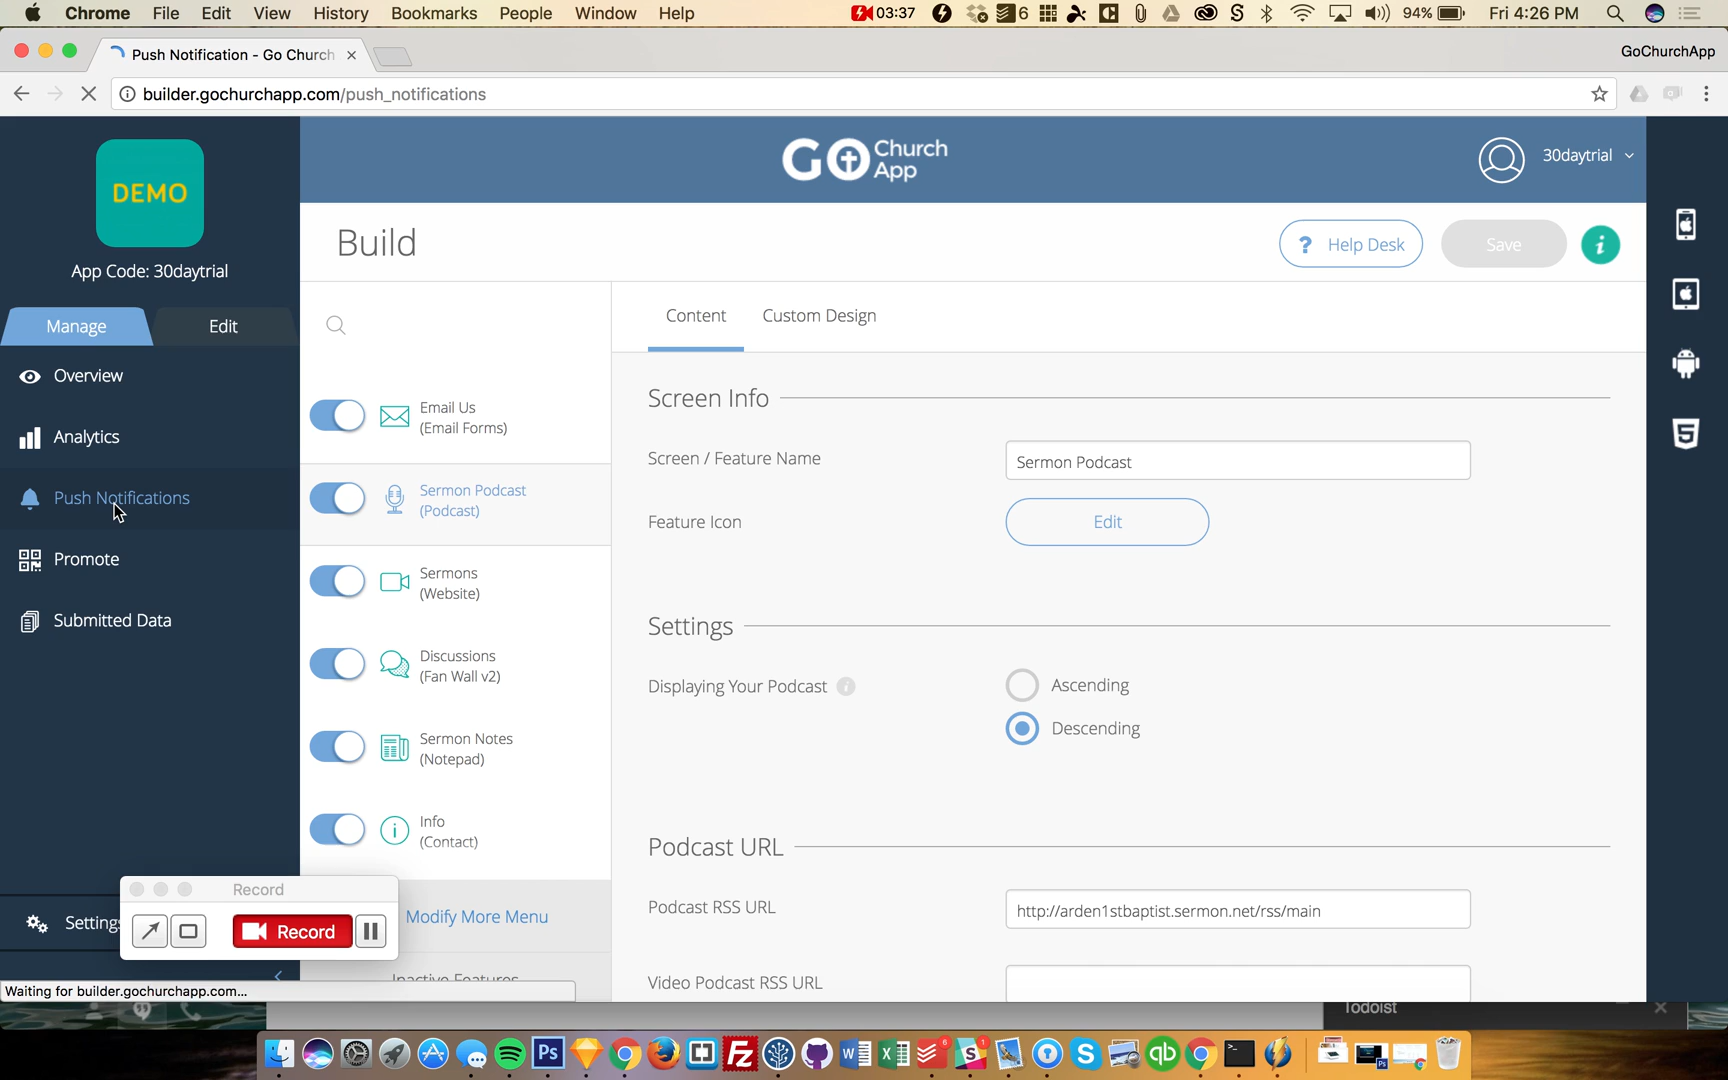 Chrome File Edit View History Bookmarks People Window Help 03:37 6 94% Fri 4:26 PM
Push Notification - Go Church
GoChurchApp
builder.gochurchapp.com/push_notifications
DEMO
App Code: 30daytrial
Manage
Edit
Overview
Analytics
Push Notifications
Promote
Submitted Data
Settings
GO Church App
30daytrial
Build
? Help Desk
Save
i
Email Us
(Email Forms)
Sermon Podcast
(Podcast)
Sermons
(Website)
Discussions
(Fan Wall v2)
Sermon Notes
(Notepad)
Info
(Contact)
Modify More Menu
Inactive Features
Content
Custom Design
Screen Info
Screen / Feature Name
Sermon Podcast
Feature Icon
Edit
Settings
Displaying Your Podcast
Ascending
Descending
Podcast URL
Podcast RSS URL
http://arden1stbaptist.sermon.net/rss/main
Video Podcast RSS URL
Record
Record
Waiting for builder.gochurchapp.com...
Todoist